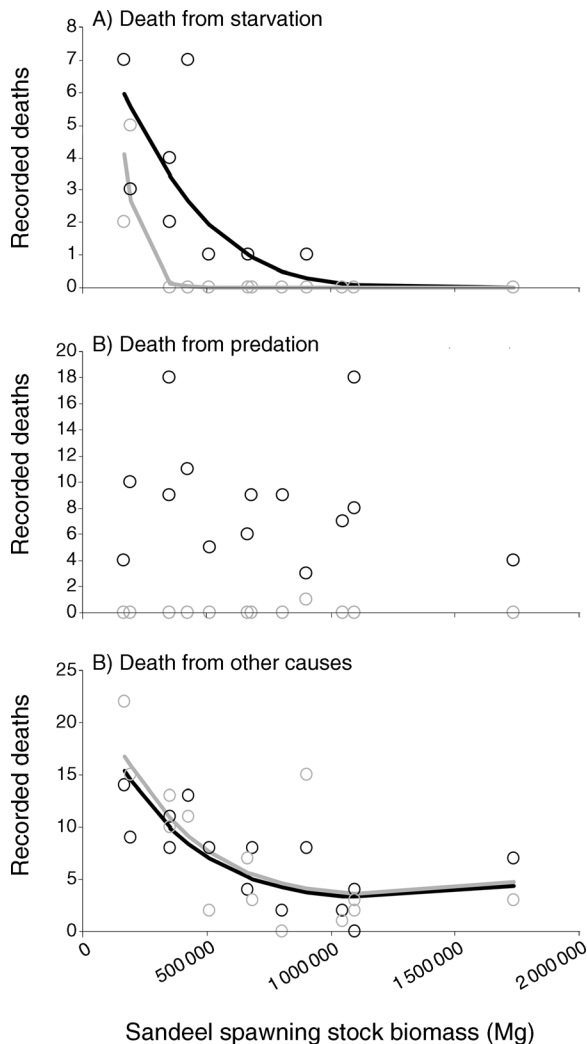 A) Death from starvation
Recorded deaths
8
7
6
5
4
3
2
1
0
B) Death from predation
Recorded deaths
20
18
16
14
12
10
8
6
4
2
0
B) Death from other causes
Recorded deaths
25
20
15
10
5
0
0
500 000
1 000 000
1 500 000
2 000 000
Sandeel spawning stock biomass (Mg)